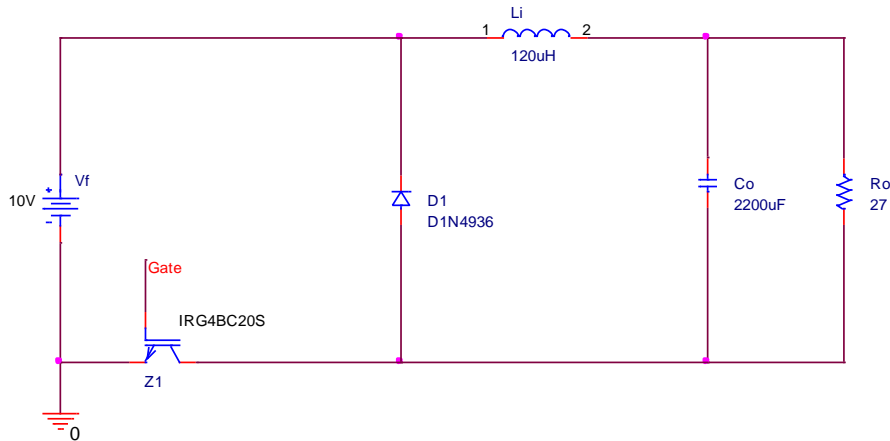 Li
1 2
120uH
Vf
10V
D1
D1N4936
Co
2200uF
Ro
27
Gate
IRG4BC20S
Z1
0